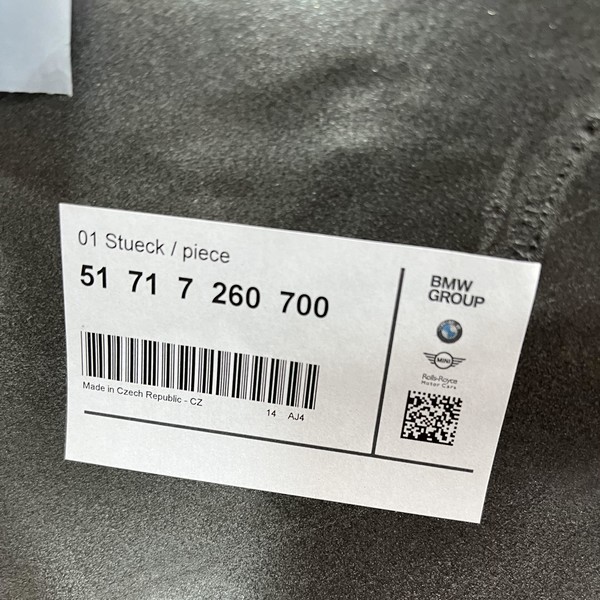 01 Stueck / piece
51 71 7 260 700
Made in Czech Republic - CZ
14 AJ4
BMW
GROUP
MINI
Rolls-Royce
Motor Cars